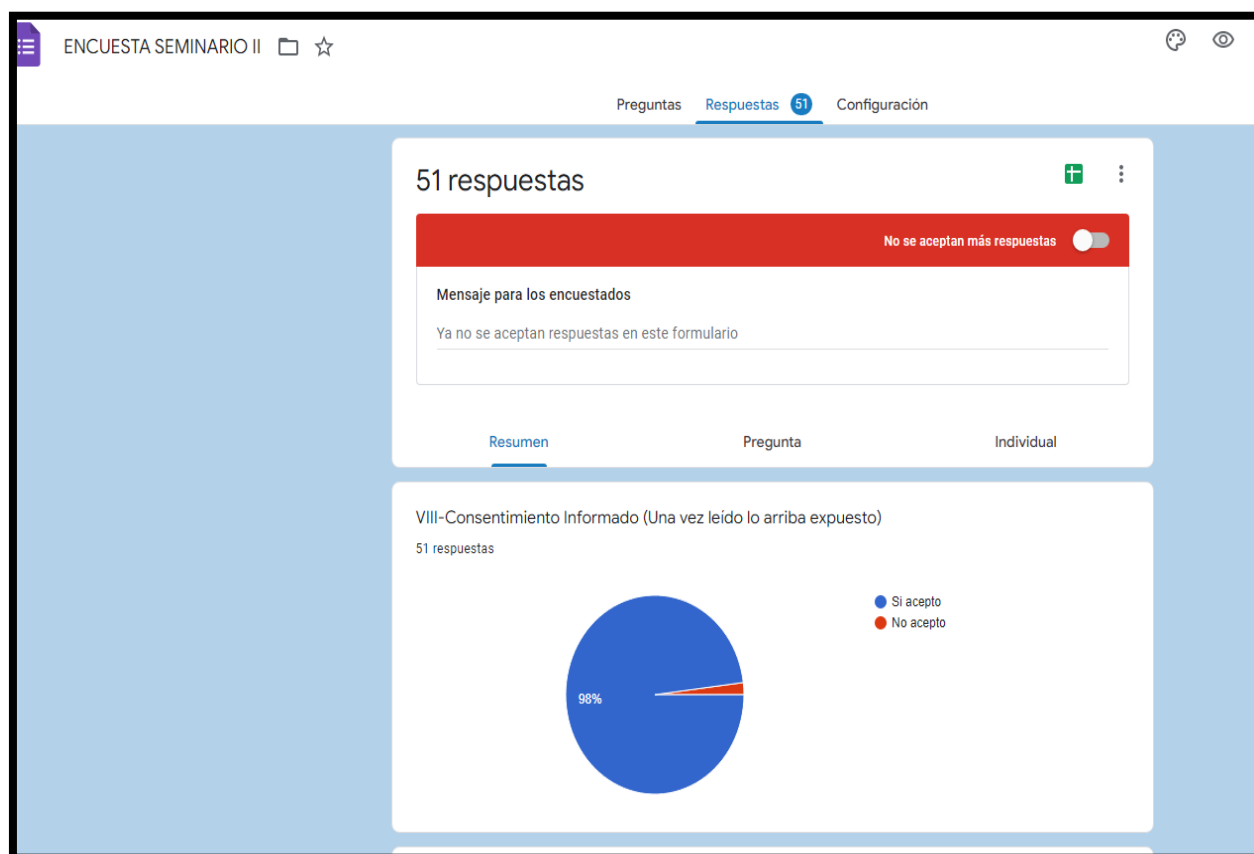 ENCUESTA SEMINARIO II
Preguntas Respuestas 51 Configuración
51 respuestas
No se aceptan más respuestas
Mensaje para los encuestados
Ya no se aceptan respuestas en este formulario
Resumen Pregunta Individual
VIII-Consentimiento Informado (Una vez leído lo arriba expuesto)
51 respuestas
Si acepto
No acepto
98%